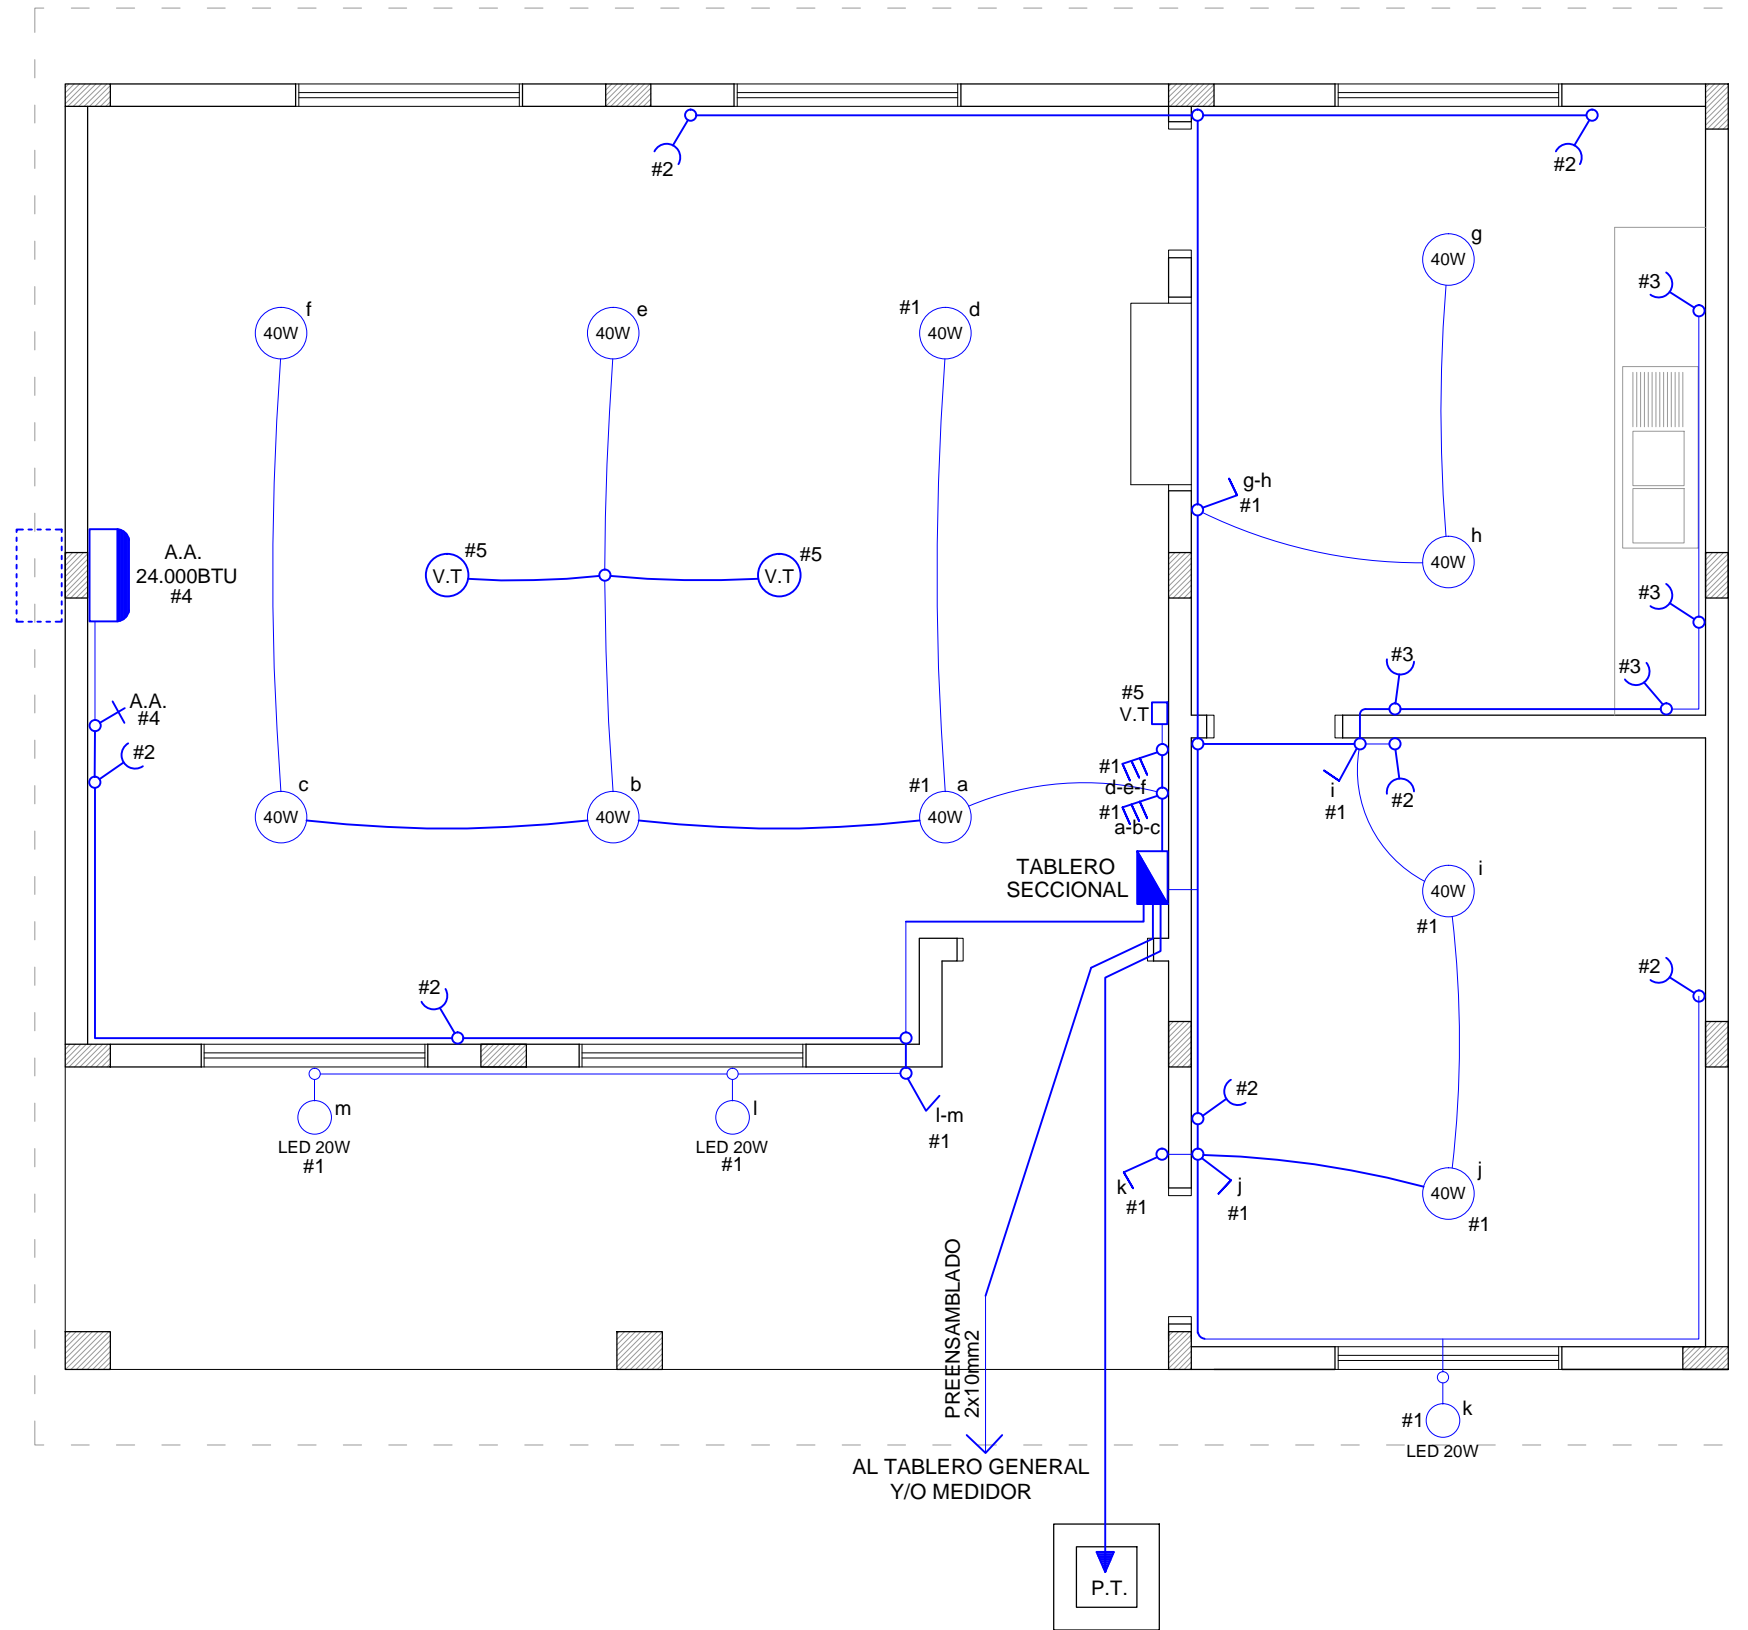 #2
#2
g
40W
#3
f
40W
e
40W
#1
d
40W
g-h
#1
h
40W
A.A.
24.000BTU
#4
#5
V.T
#5
V.T
#3
#3
#3
A.A.
#4
#2
#5
V.T
#1
d-e-f
#1
a-b-c
i
#1
#2
c
40W
b
40W
#1
a
40W
TABLERO
SECCIONAL
i
40W
#1
#2
#2
#2
m
LED 20W
#1
l
LED 20W
#1
l-m
#1
k
#1
j
#1
j
40W
#1
PREENSAMBLADO
2x10mm2
#1
k
LED 20W
AL TABLERO GENERAL
Y/O MEDIDOR
P.T.